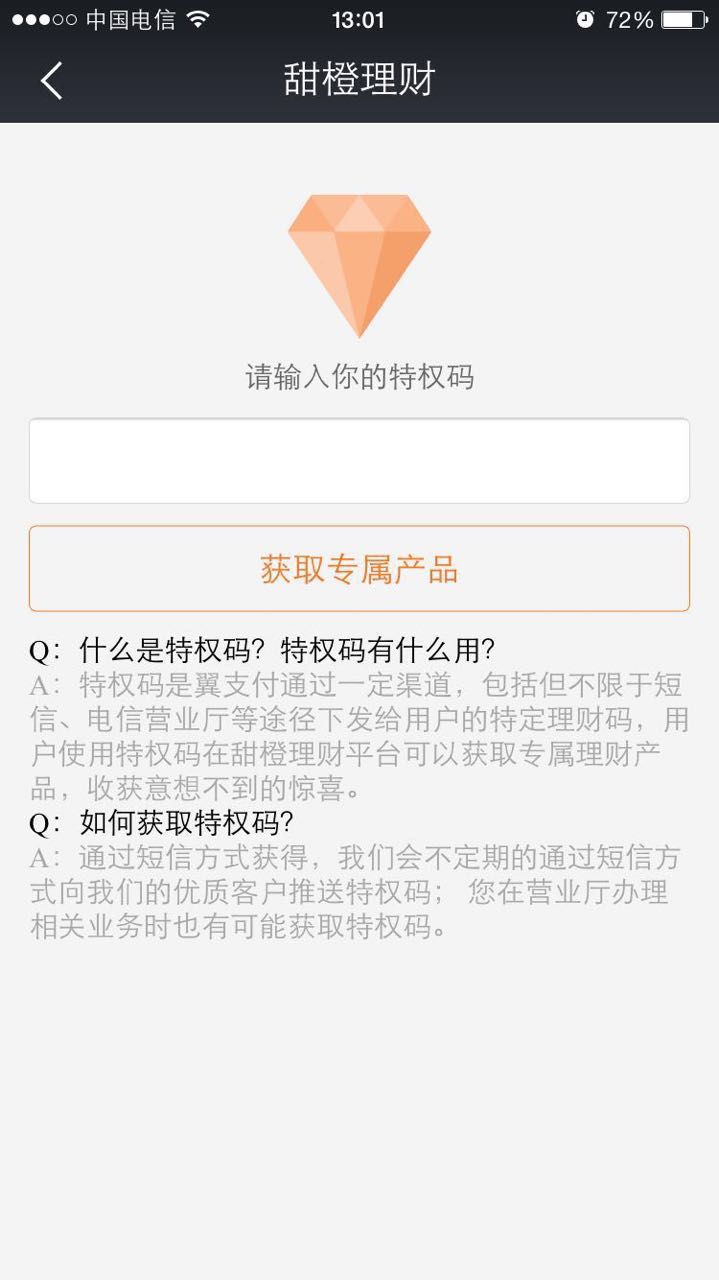 中国电信 13:01 72%
甜橙理财
请输入你的特权码
获取专属产品
Q：什么是特权码？特权码有什么用？
A：特权码是翼支付通过一定渠道，包括但不限于短
信、电信营业厅等途径下发给用户的特定理财码，用
户使用特权码在甜橙理财平台可以获取专属理财产
品，收获意想不到的惊喜。
Q：如何获取特权码？
A：通过短信方式获得，我们会不定期的通过短信方
式向我们的优质客户推送特权码； 您在营业厅办理
相关业务时也有可能获取特权码。